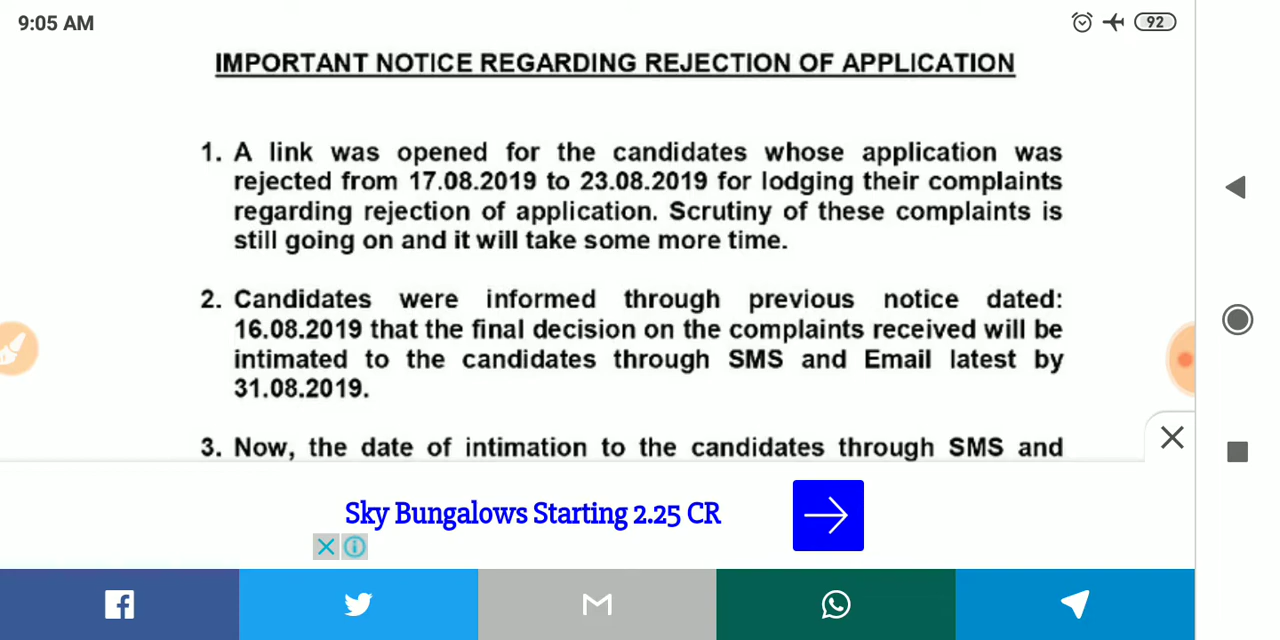 9:05 AM
92
IMPORTANT NOTICE REGARDING REJECTION OF APPLICATION
1. A link was opened for the candidates whose application was
rejected from 17.08.2019 to 23.08.2019 for lodging their complaints
regarding rejection of application. Scrutiny of these complaints is
still going on and it will take some more time.
2. Candidates were informed through previous notice dated:
16.08.2019 that the final decision on the complaints received will be
intimated to the candidates through SMS and Email latest by
31.08.2019.
3. Now, the date of intimation to the candidates through SMS and
Sky Bungalows Starting 2.25 CR